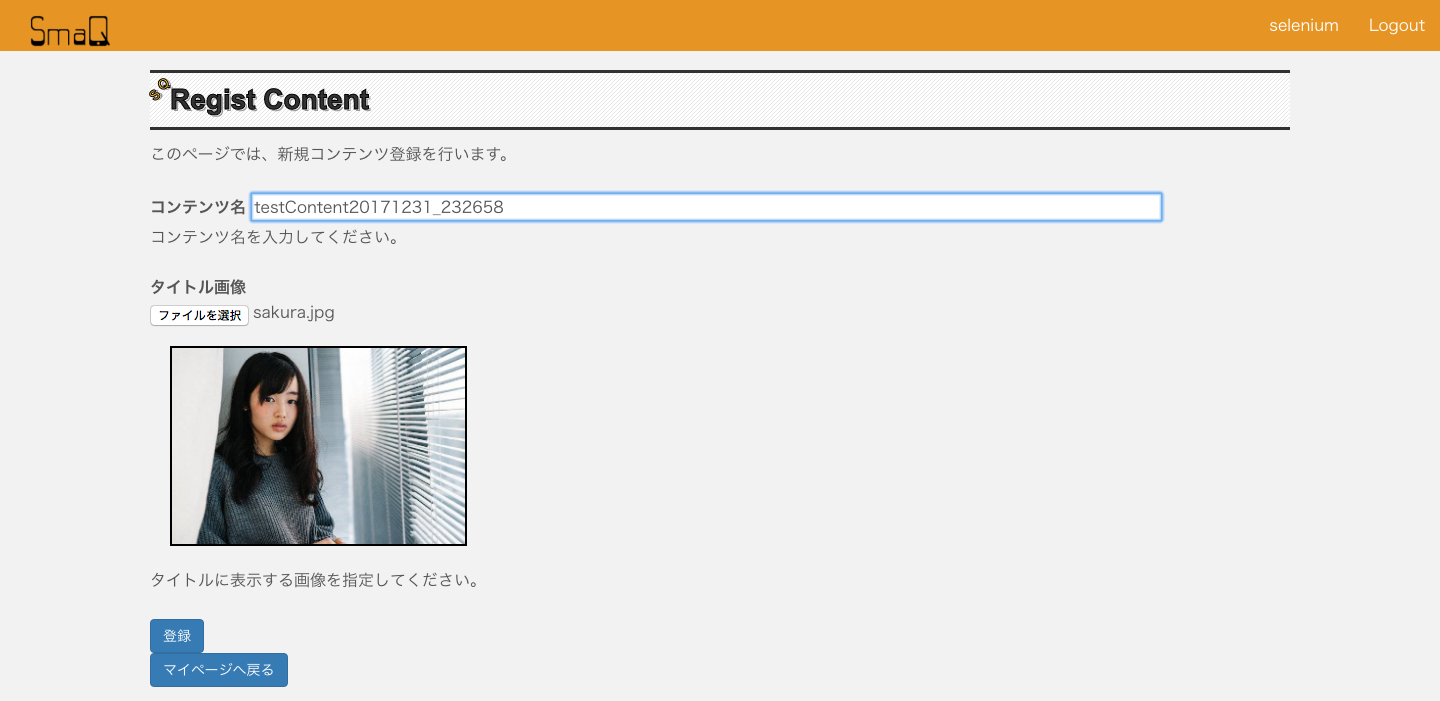 SmaQ
selenium Logout
Regist Content
このページでは、新規コンテンツ登録を行います。
コンテンツ名 testContent20171231_232658
コンテンツ名を入力してください。
タイトル画像
ファイルを選択 sakura.jpg
タイトルに表示する画像を指定してください。
登録
マイページへ戻る